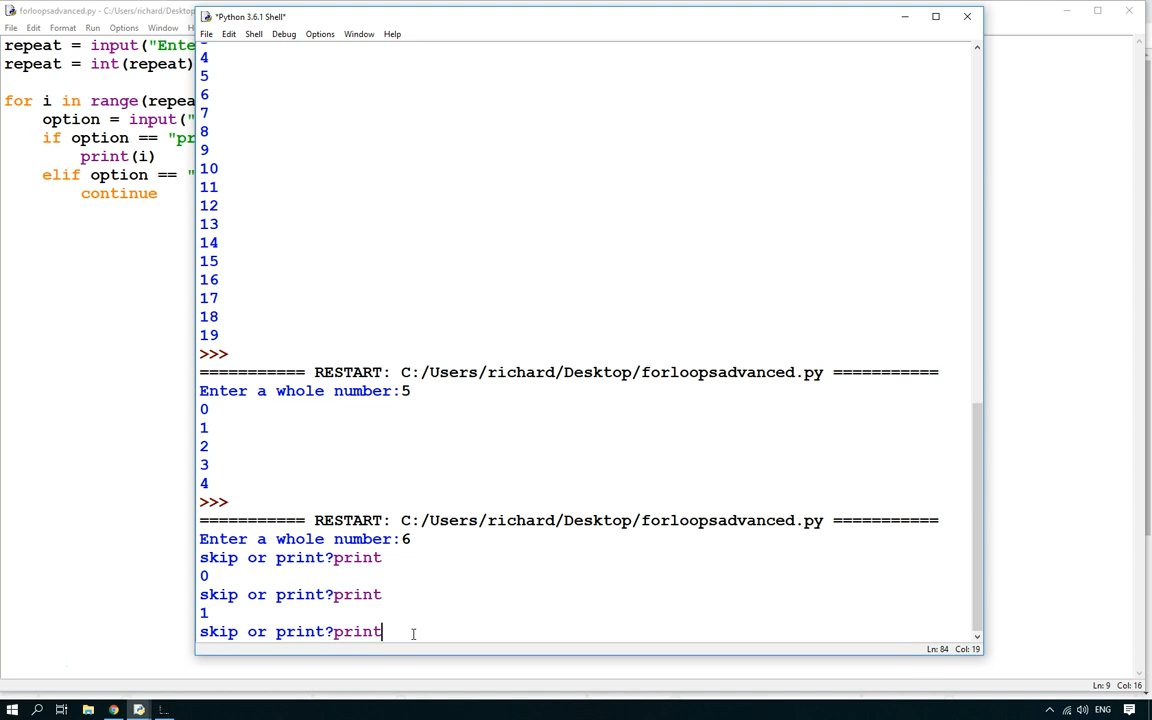 forloopsadvanced.py - C:/Users/richard/Desktop
File Edit Format Run Options Window
repeat = input("Ente
repeat = int(repeat)
for i in range(repea
option = input("
if option == "pr
print(i)
elif option == "
continue
*Python 3.6.1 Shell*
File Edit Shell Debug Options Window Help
4
5
6
7
8
9
10
11
12
13
14
15
16
17
18
19
>>>
=========== RESTART: C:/Users/richard/Desktop/forloopsadvanced.py ===========
Enter a whole number:5
0
1
2
3
4
>>>
=========== RESTART: C:/Users/richard/Desktop/forloopsadvanced.py ===========
Enter a whole number:6
skip or print?print
0
skip or print?print
1
skip or print?print
Ln: 84 Col: 19
Ln: 9 Col: 16
ENG